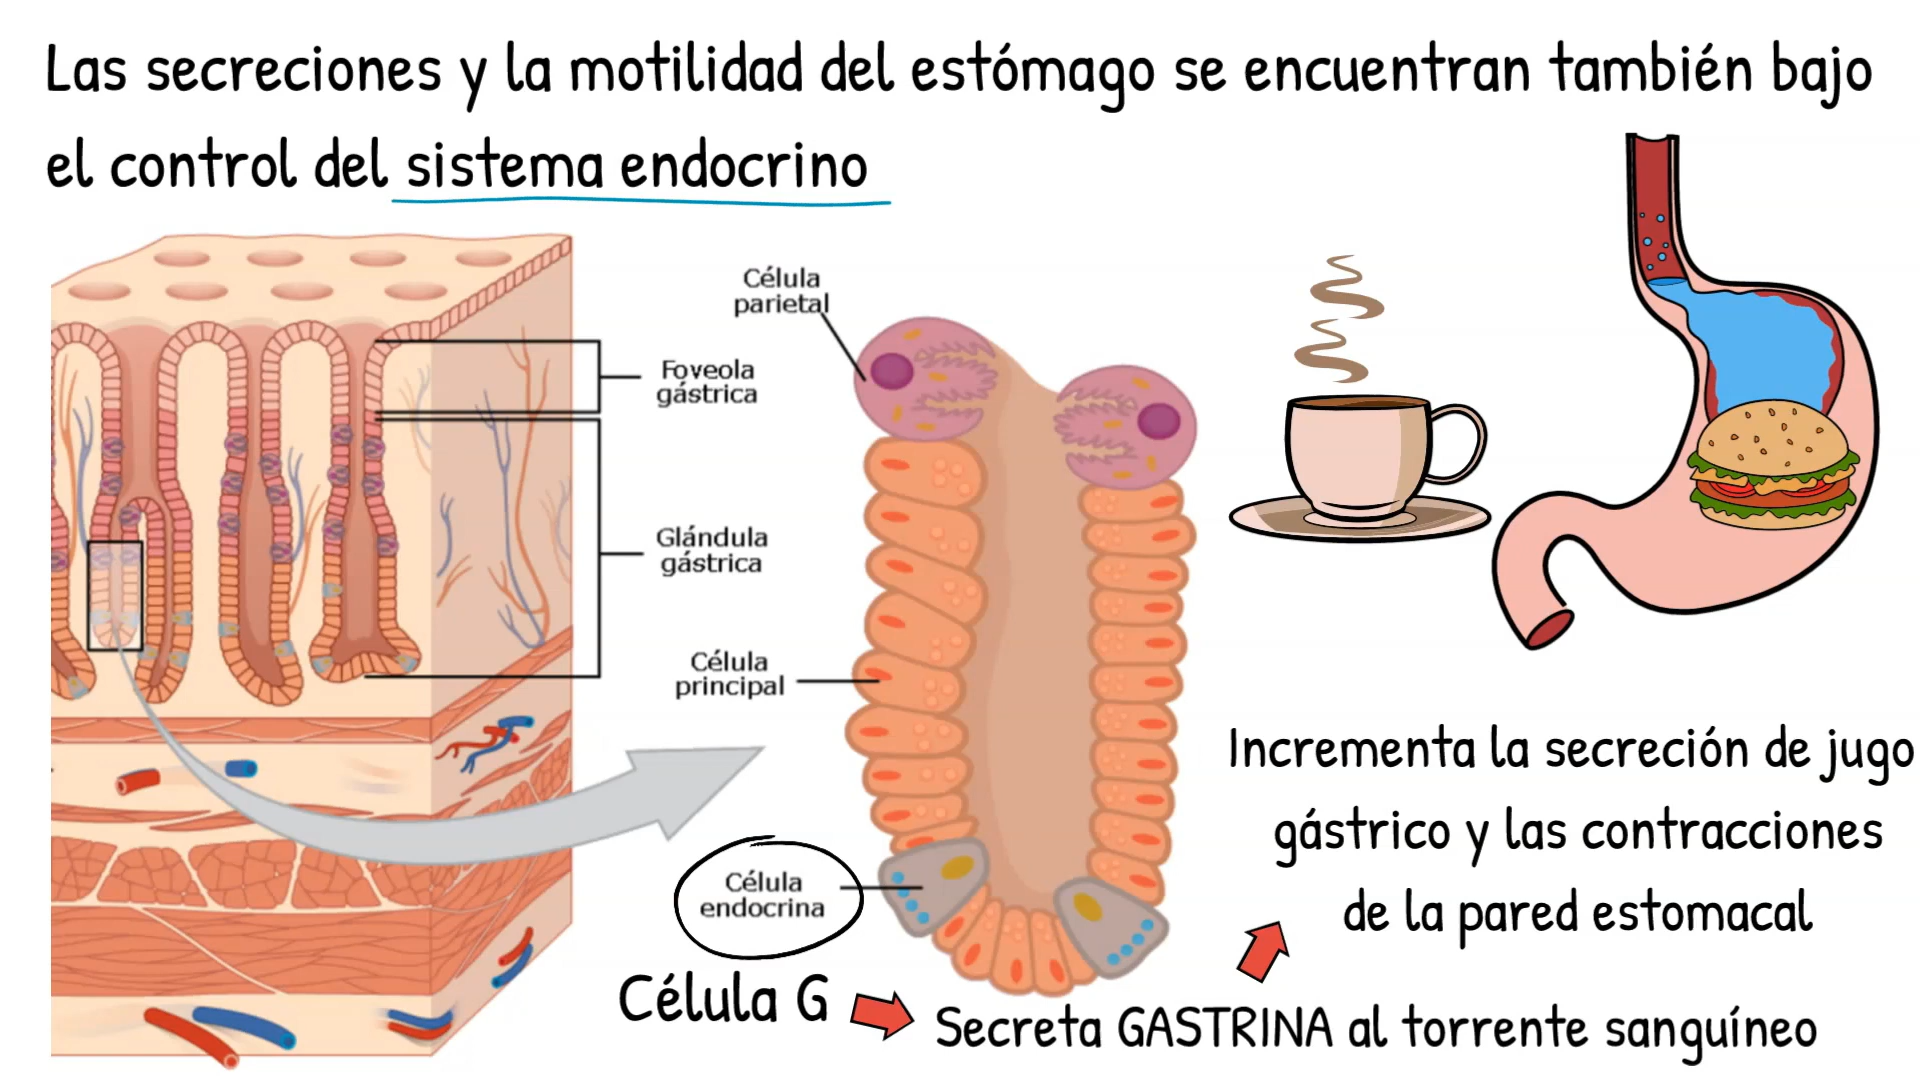 Las secreciones y la motilidad del estómago se encuentran también bajo
el control del sistema endocrino
Célula
parietal
Foveola
gástrica
Glándula
gástrica
Célula
principal
Célula
endocrina
Célula G
Secreta GASTRINA al torrente sanguíneo
Incrementa la secreción de jugo
gástrico y las contracciones
de la pared estomacal